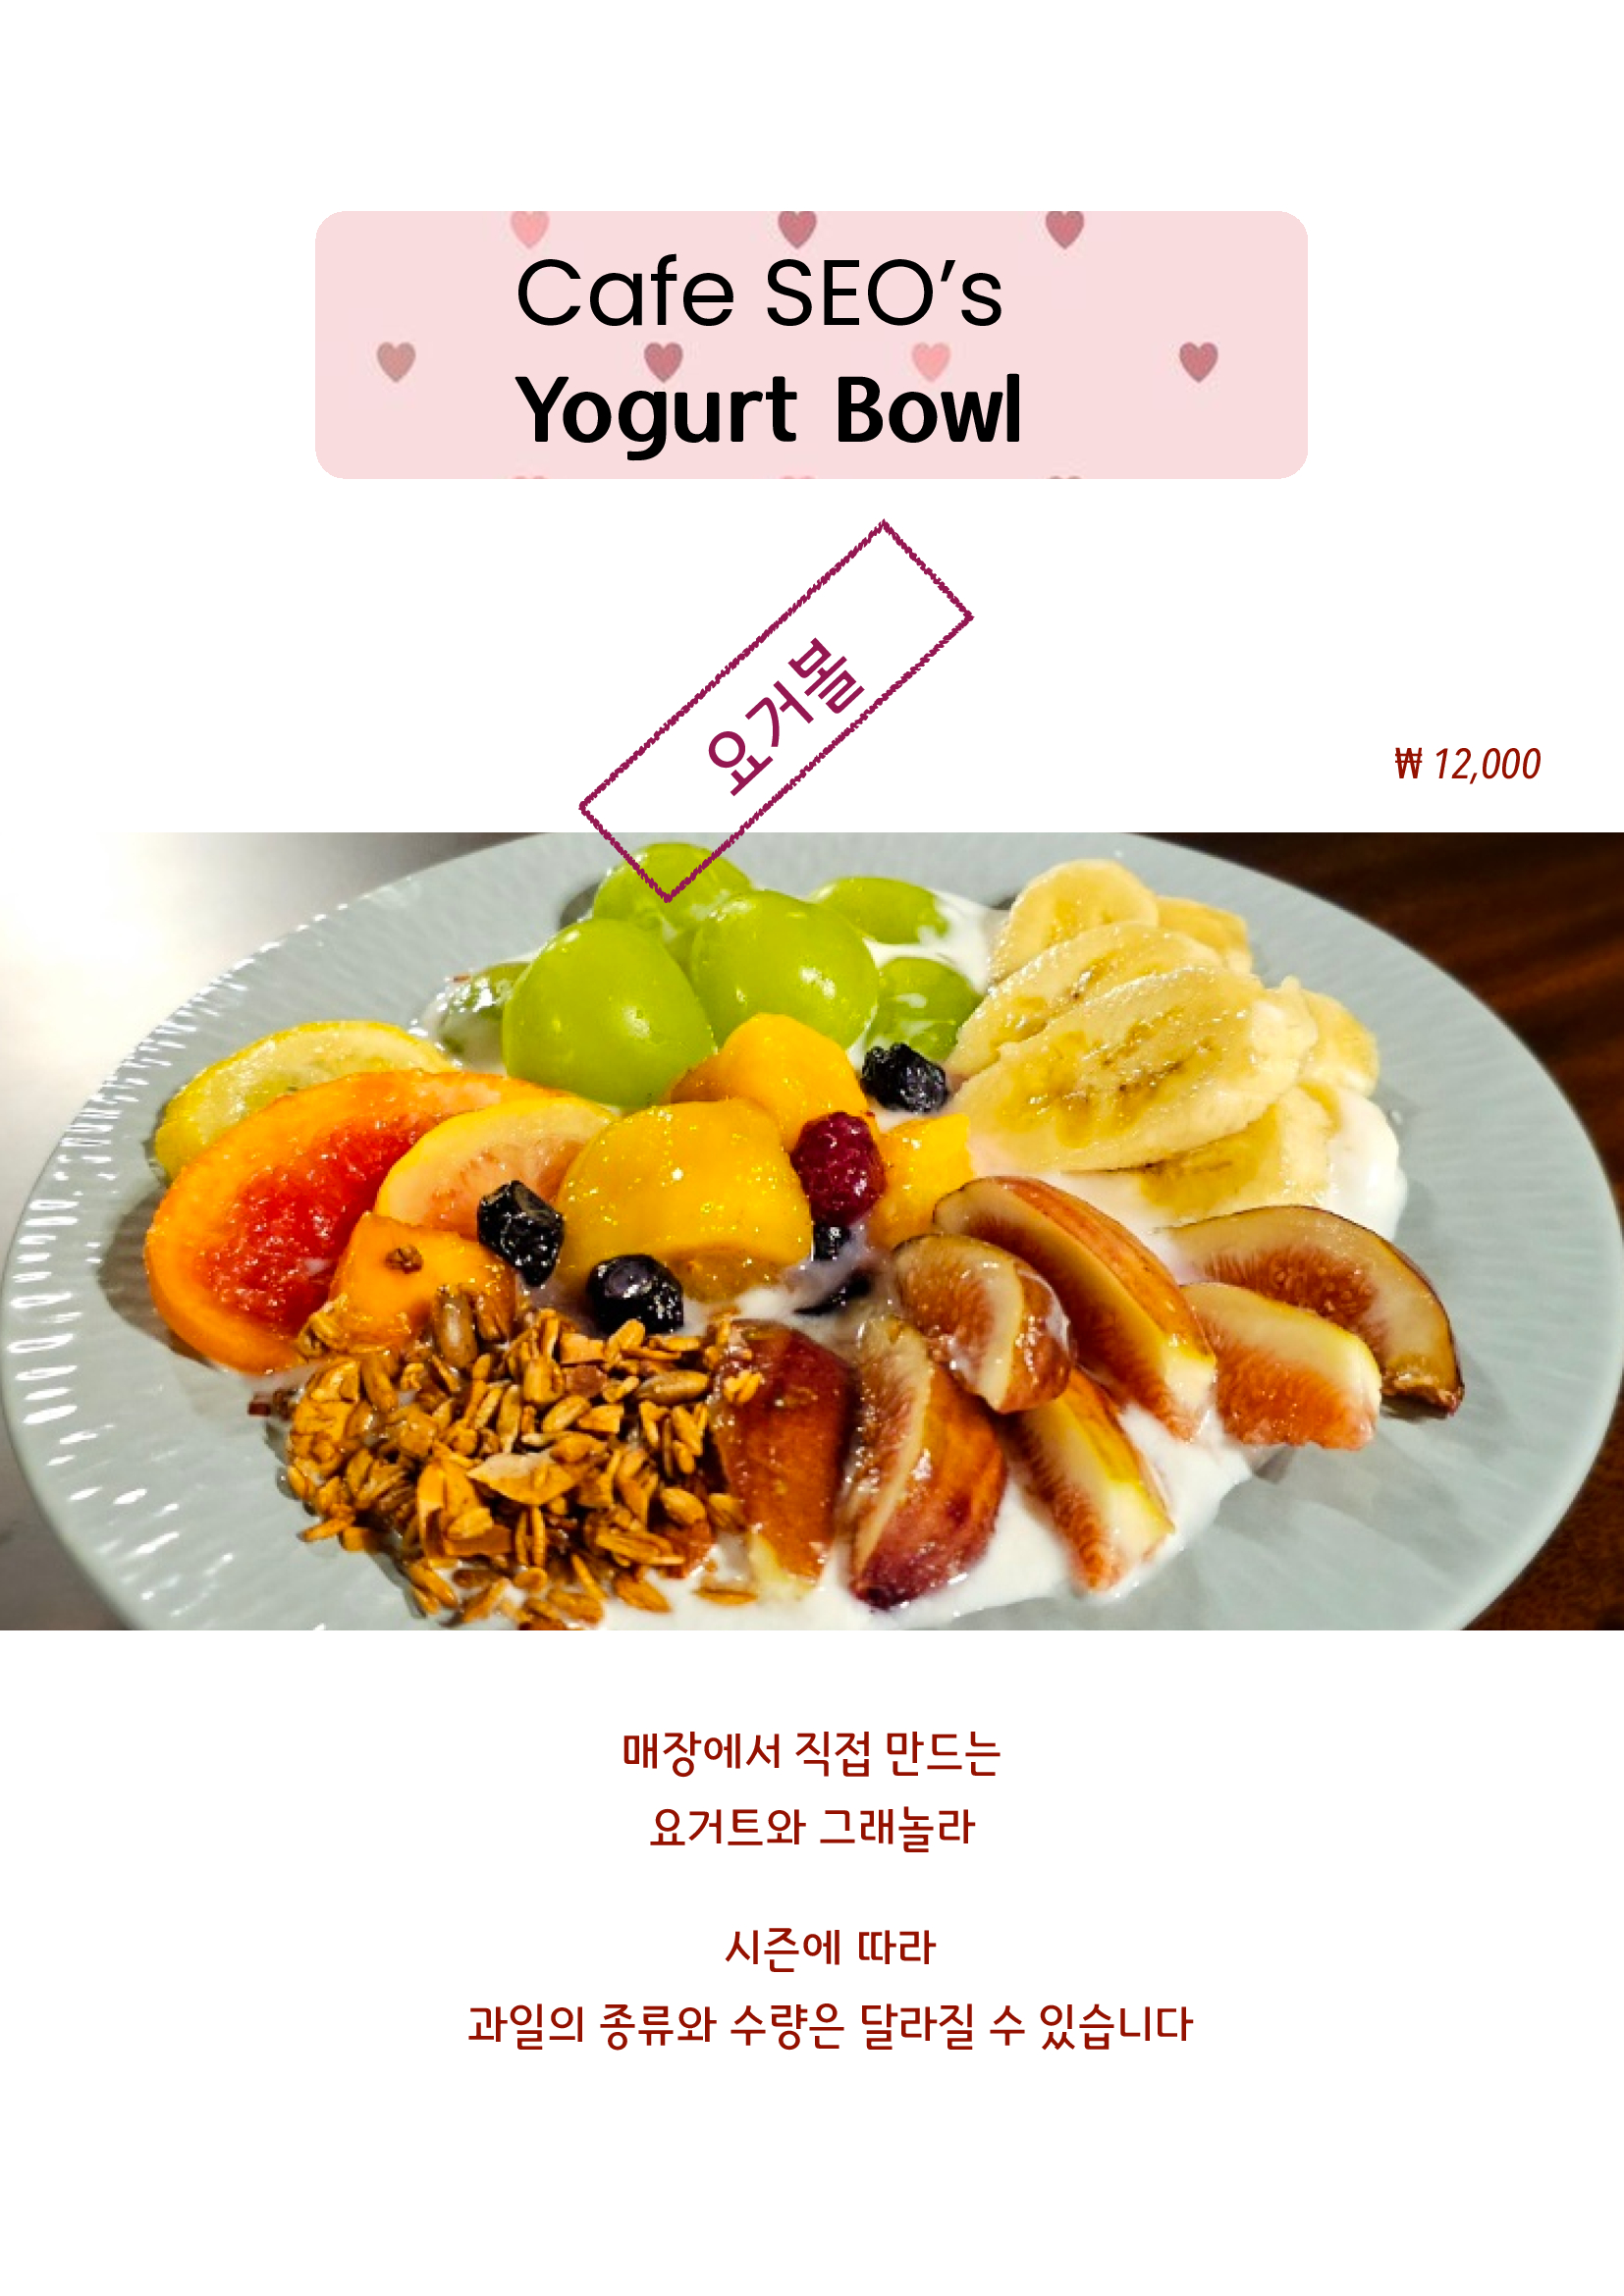 Cafe SEO’s
Yogurt Bowl
요거볼
₩ 12,000
매장에서 직접 만드는
요거트와 그래놀라
시즌에 따라
과일의 종류와 수량은 달라질 수 있습니다